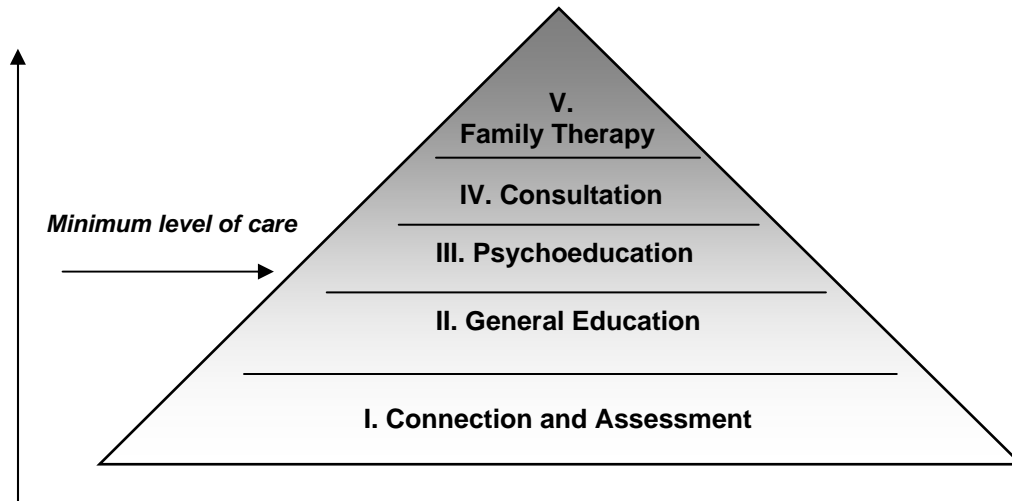 V.
Family Therapy
IV. Consultation
Minimum level of care
III. Psychoeducation
II. General Education
I. Connection and Assessment